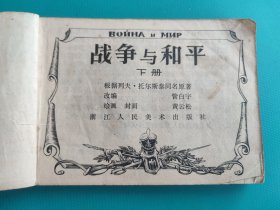 ВОЙНА и МИР
战争与和平
下册
根据列夫·托尔斯泰同名原著
改编 曾白宇
绘画 封面 黄云松
浙江人民美术出版社